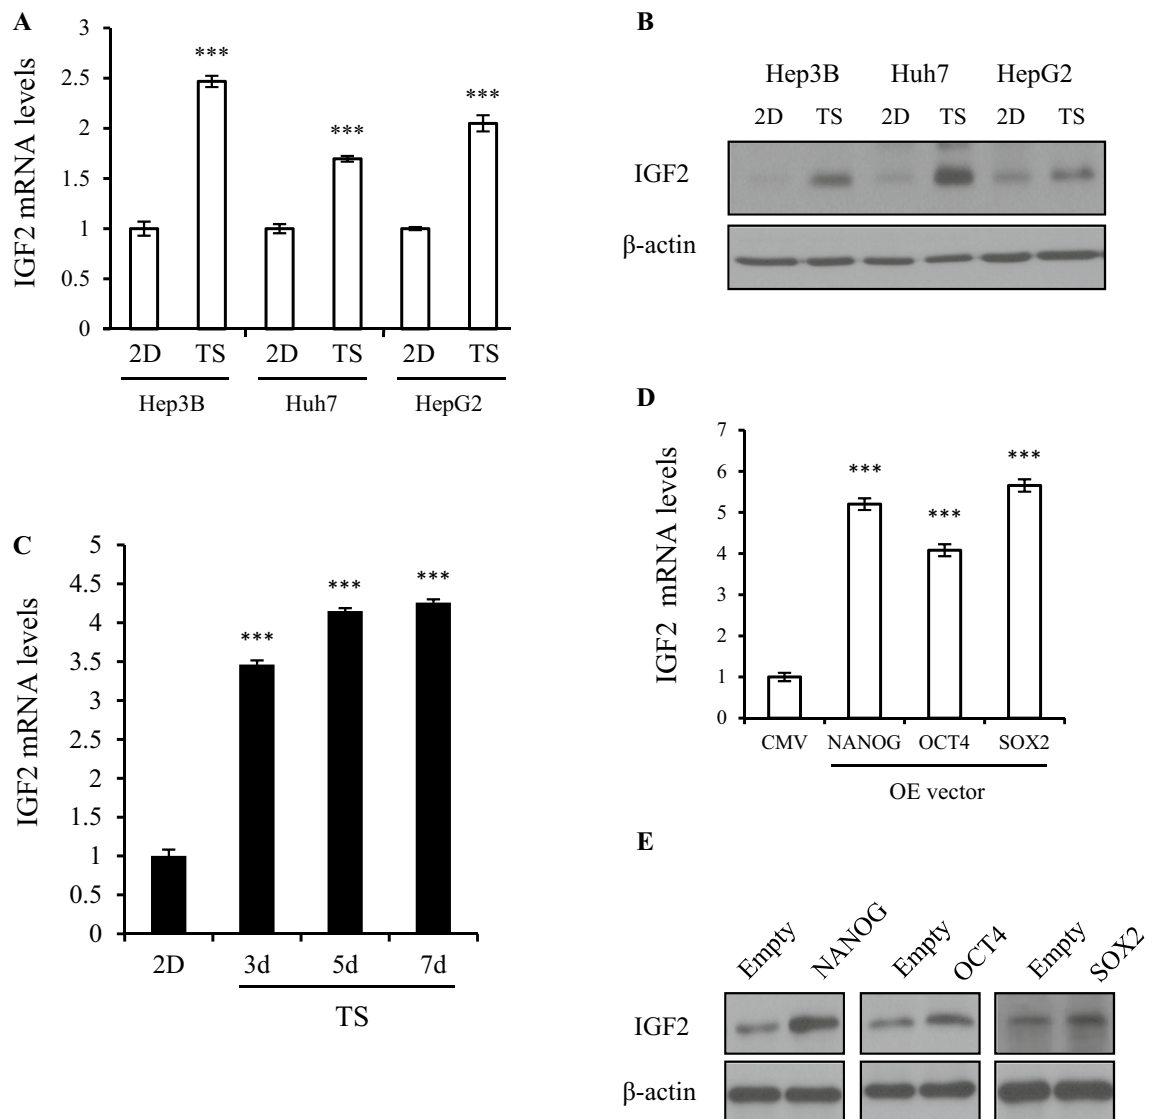 A
IGF2 mRNA levels
3
2.5
2
1.5
1
0.5
0
*** *** ***
2D TS 2D TS 2D TS
Hep3B Huh7 HepG2
B
Hep3B Huh7 HepG2
2D TS 2D TS 2D TS
IGF2
β-actin
C
IGF2 mRNA levels
5
4.5
4
3.5
3
2.5
2
1.5
1
0.5
0
*** *** ***
2D 3d 5d 7d
TS
D
IGF2 mRNA levels
7
6
5
4
3
2
1
0
*** *** ***
CMV NANOG OCT4 SOX2
OE vector
E
Empty NANOG Empty OCT4 Empty SOX2
IGF2
β-actin